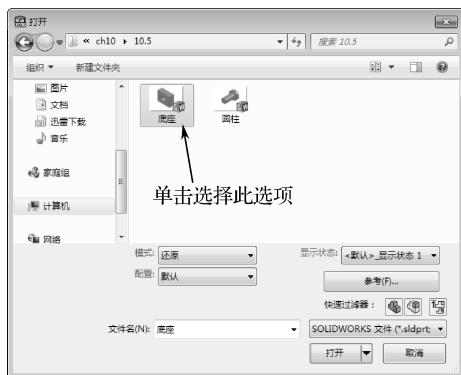 打开
« ch10 ▸ 10.5
搜索 10.5
组织
新建文件夹
图片
文档
迅雷下载
音乐
家庭组
计算机
网络
底座
圆柱
单击选择此选项
模式: 还原
显示状态: <默认>_显示状态 1
配置: 默认
参考(F)...
快速过滤器：
文件名(N): 底座
SOLIDWORKS 文件 (*.sldprt;
打开
取消